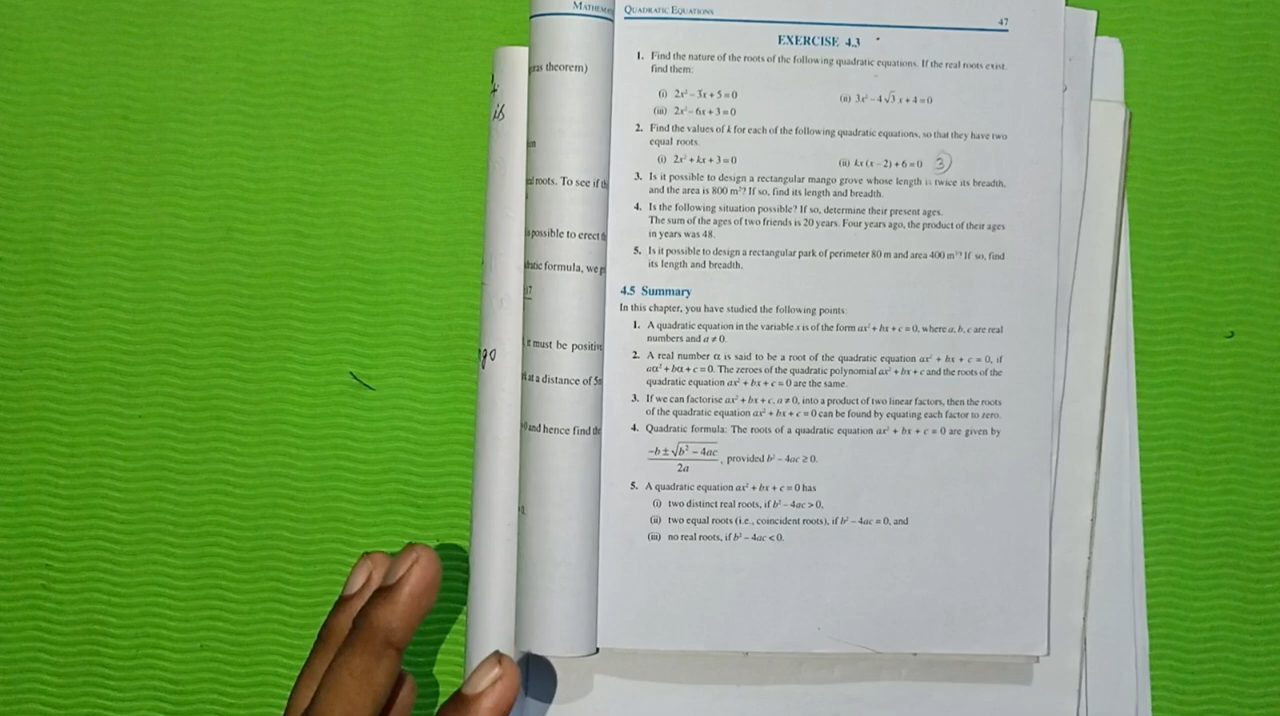 MATHEM
eras theorem)
is
al roots. To see if th
possible to erect
ratic formula, we
17
it must be positive
at a distance of 5
and hence find the
QUADRATIC EQUATIONS
47
EXERCISE 4.3
1. Find the nature of the roots of the following quadratic equations. If the real roots exist,
find them:
(i) 2x² – 3x + 5 = 0 (ii) 3x² – 4√3 x + 4 = 0
(iii) 2x² – 6x + 3 = 0
2. Find the values of k for each of the following quadratic equations, so that they have two
equal roots.
(i) 2x² + kx + 3 = 0 (ii) kx (x – 2) + 6 = 0 3
3. Is it possible to design a rectangular mango grove whose length is twice its breadth,
and the area is 800 m²? If so, find its length and breadth.
4. Is the following situation possible? If so, determine their present ages.
The sum of the ages of two friends is 20 years. Four years ago, the product of their ages
in years was 48.
5. Is it possible to design a rectangular park of perimeter 80 m and area 400 m²? If so, find
its length and breadth.
4.5 Summary
In this chapter, you have studied the following points:
1. A quadratic equation in the variable x is of the form ax² + bx + c = 0, where a, b, c are real
numbers and a ≠ 0.
2. A real number α is said to be a root of the quadratic equation ax² + bx + c = 0, if
aα² + bα + c = 0. The zeroes of the quadratic polynomial ax² + bx + c and the roots of the
quadratic equation ax² + bx + c = 0 are the same.
3. If we can factorise ax² + bx + c, a ≠ 0, into a product of two linear factors, then the roots
of the quadratic equation ax² + bx + c = 0 can be found by equating each factor to zero.
4. Quadratic formula: The roots of a quadratic equation ax² + bx + c = 0 are given by
(–b ± √(b² – 4ac))/2a, provided b² – 4ac ≥ 0.
5. A quadratic equation ax² + bx + c = 0 has
(i) two distinct real roots, if b² – 4ac > 0,
(ii) two equal roots (i.e., coincident roots), if b² – 4ac = 0, and
(iii) no real roots, if b² – 4ac < 0.